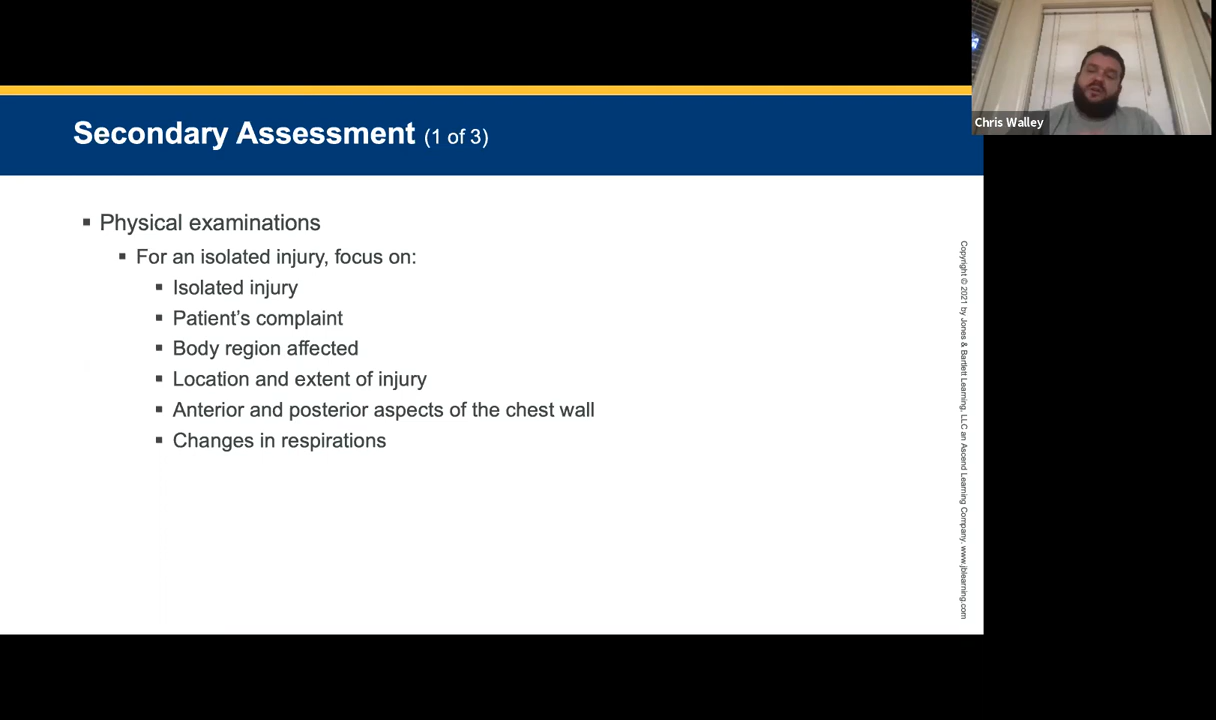 Secondary Assessment (1 of 3)
▪ Physical examinations
▪ For an isolated injury, focus on:
▪ Isolated injury
▪ Patient's complaint
▪ Body region affected
▪ Location and extent of injury
▪ Anterior and posterior aspects of the chest wall
▪ Changes in respirations
Copyright © 2021 by Jones & Bartlett Learning, LLC an Ascend Learning Company. www.jblearning.com
Chris Walley